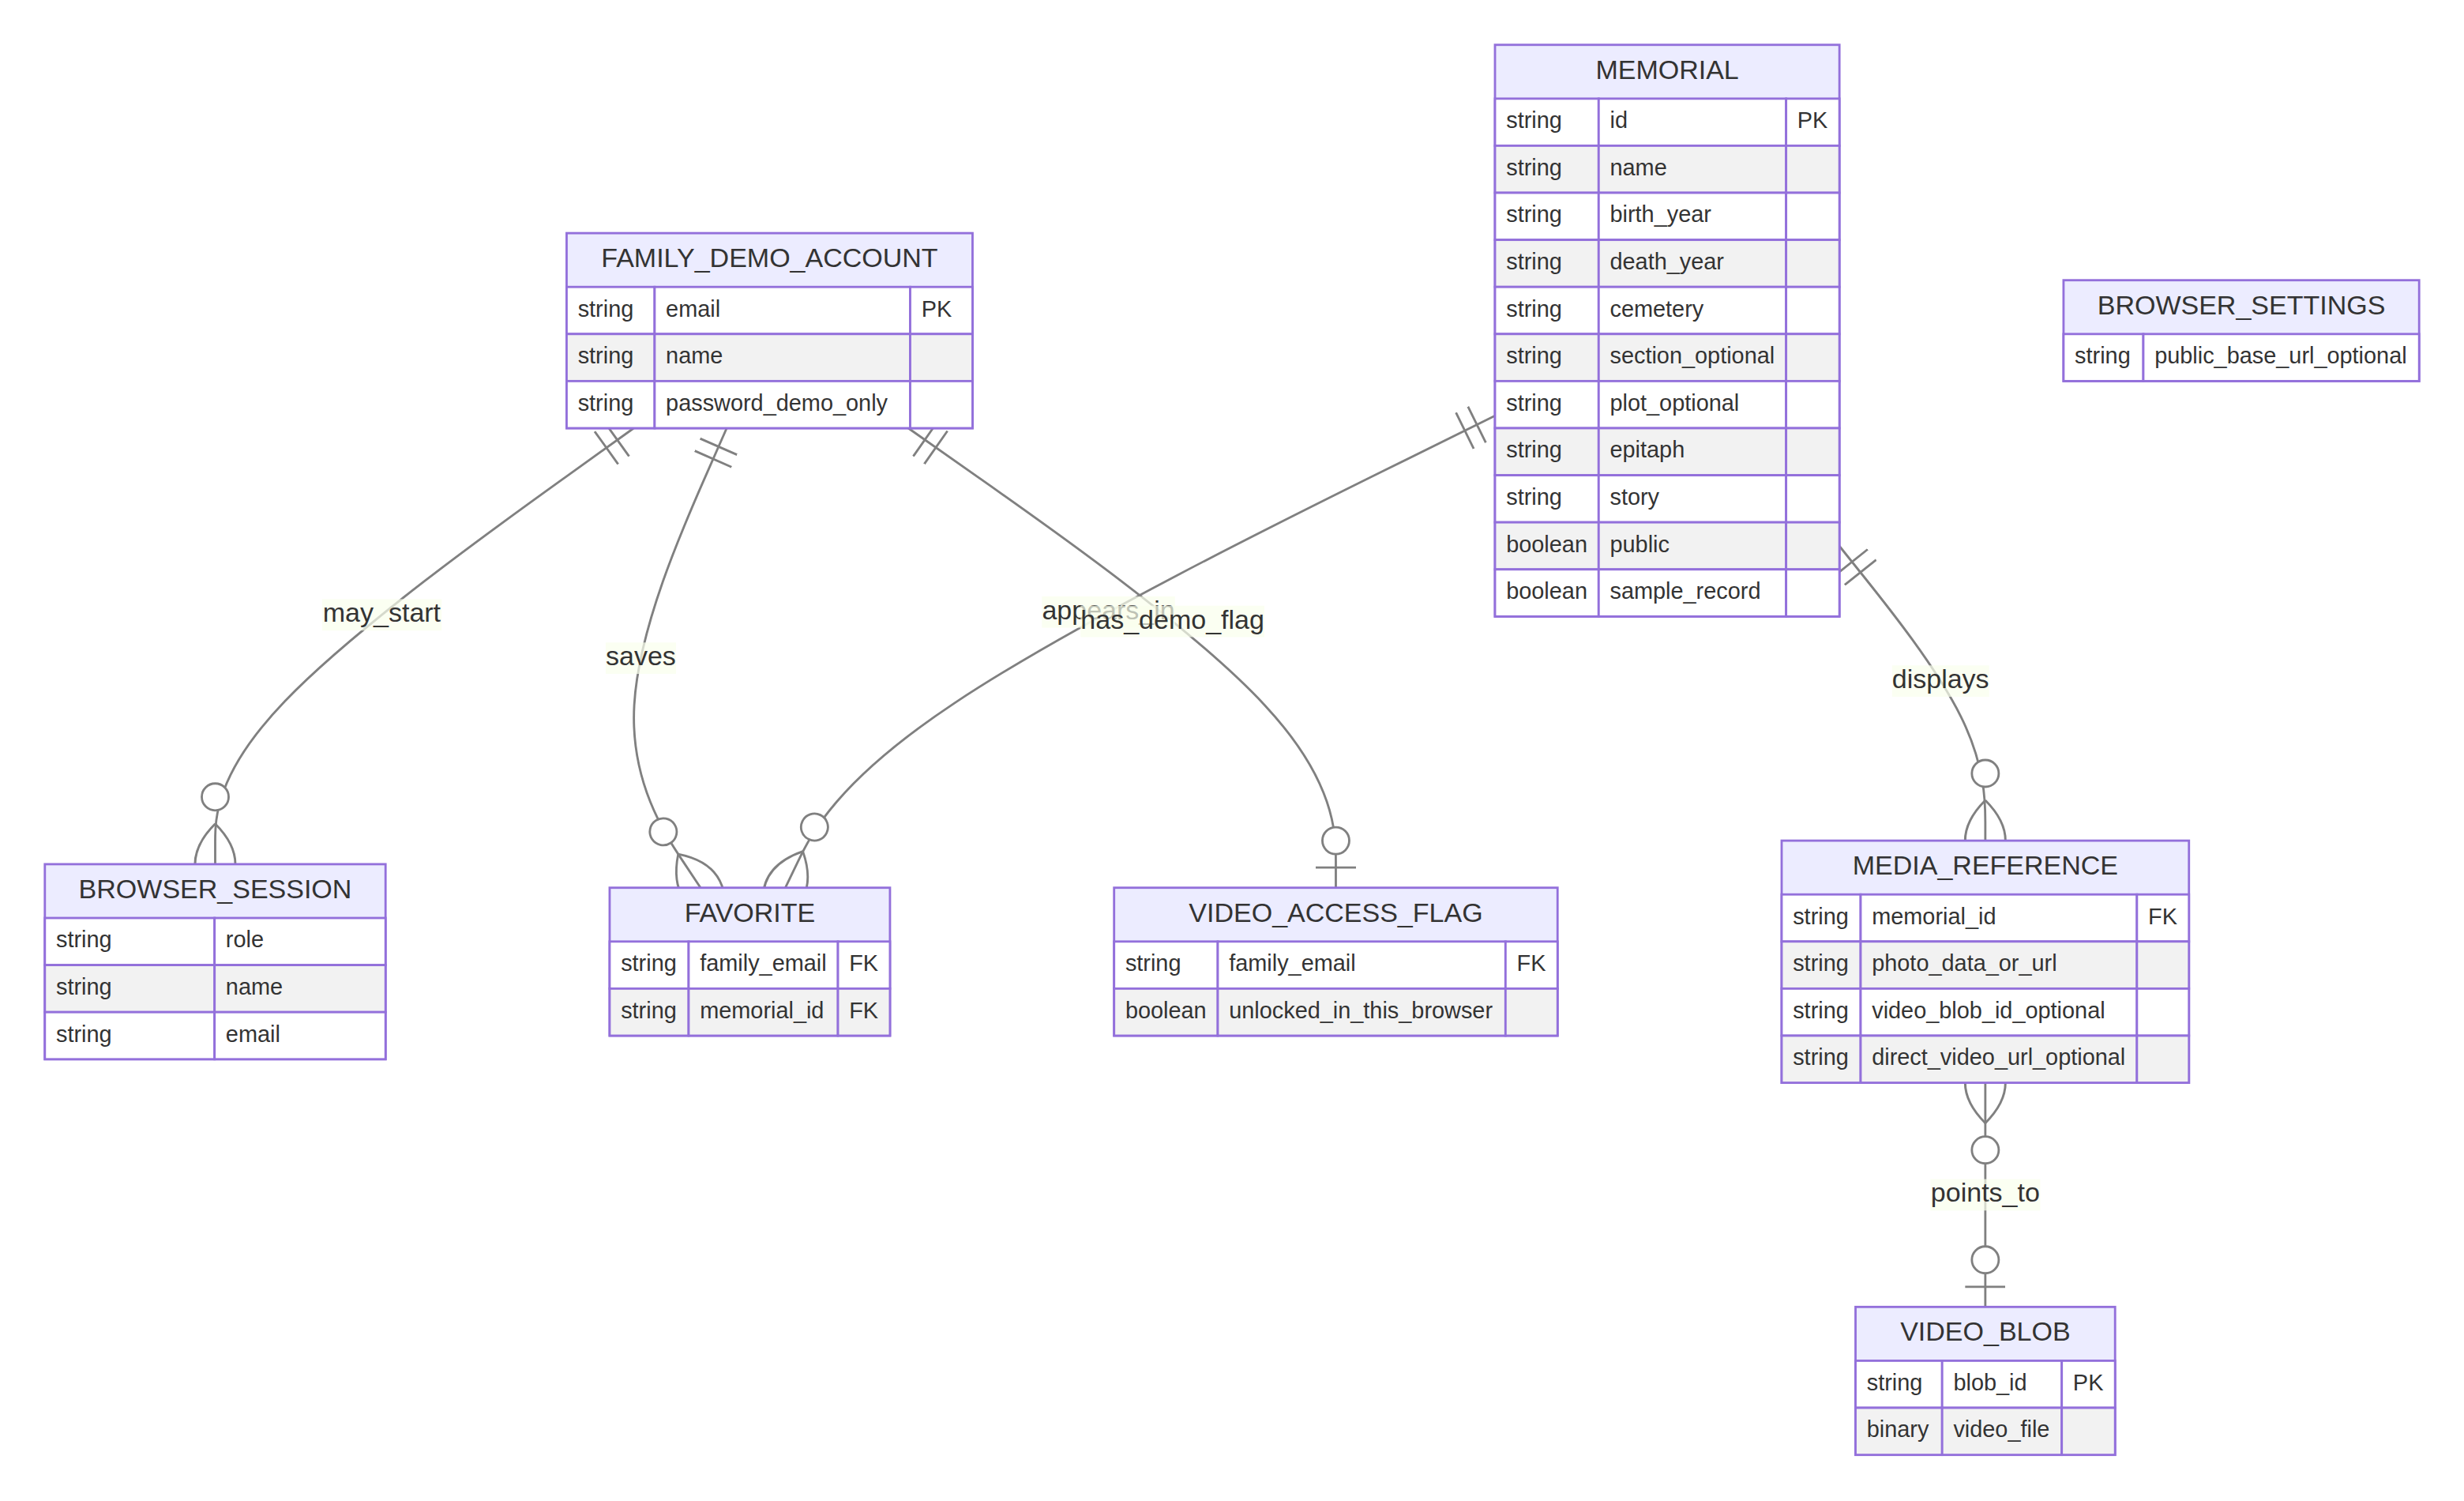 MEMORIAL
string id PK
string name
string birth_year
string death_year
string cemetery
string section_optional
string plot_optional
string epitaph
string story
boolean public
boolean sample_record
FAMILY_DEMO_ACCOUNT
string email PK
string name
string password_demo_only
BROWSER_SETTINGS
string public_base_url_optional
may_start
saves
appears_in
has_demo_flag
displays
BROWSER_SESSION
string role
string name
string email
FAVORITE
string family_email FK
string memorial_id FK
VIDEO_ACCESS_FLAG
string family_email FK
boolean unlocked_in_this_browser
MEDIA_REFERENCE
string memorial_id FK
string photo_data_or_url
string video_blob_id_optional
string direct_video_url_optional
points_to
VIDEO_BLOB
string blob_id PK
binary video_file